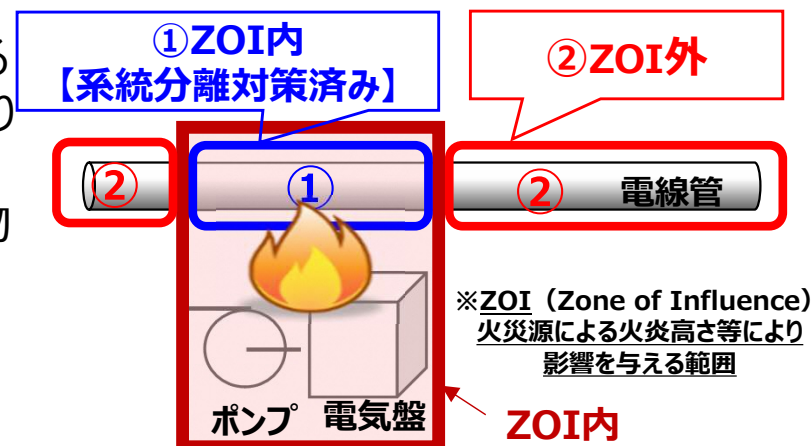 る
り
物
①ZOI内
【系統分離対策済み】
②ZOI外
②
①
②
電線管
※ZOI（Zone of Influence）
火災源による火炎高さ等により
影響を与える範囲
ポンプ
電気盤
ZOI内